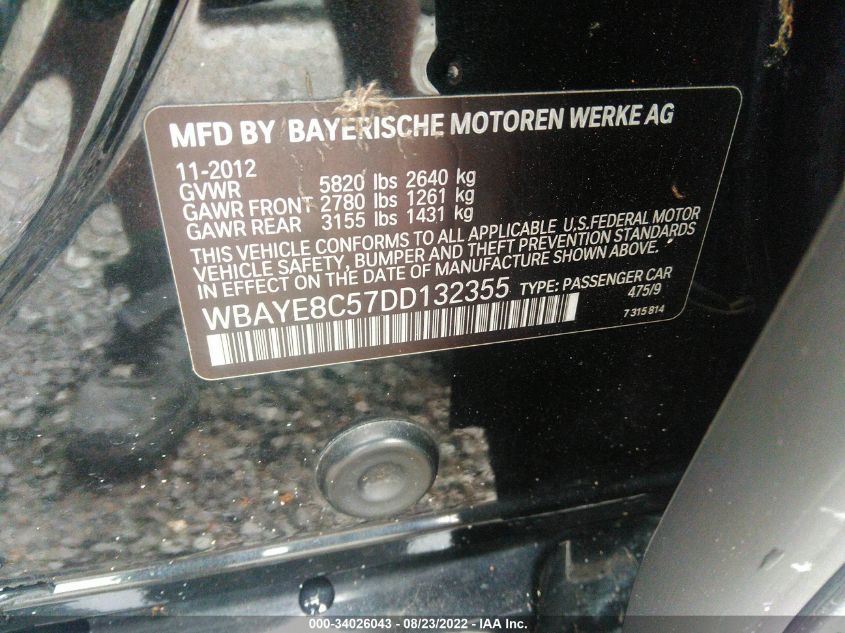 MFD BY BAYERISCHE MOTOREN WERKE AG
11-2012
GVWR 5820 lbs 2640 kg
GAWR FRONT 2780 lbs 1261 kg
GAWR REAR 3155 lbs 1431 kg
THIS VEHICLE CONFORMS TO ALL APPLICABLE U.S.FEDERAL MOTOR
VEHICLE SAFETY, BUMPER AND THEFT PREVENTION STANDARDS
IN EFFECT ON THE DATE OF MANUFACTURE SHOWN ABOVE.
WBAYE8C57DD132355 TYPE: PASSENGER CAR
475/9
7 315 814
000-34026043 - 08/23/2022 - IAA Inc.